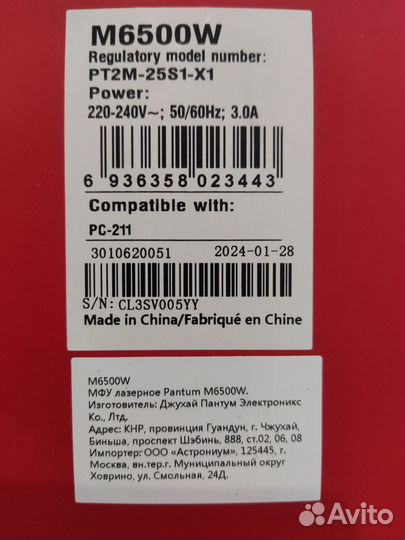 M6500W
Regulatory model number:
PT2M-25S1-X1
Power:
220-240V~; 50/60Hz; 3.0A
6 936358 023443
Compatible with:
PC-211
3010620051 2024-01-28
S/N: CL3SV005YY
Made in China/Fabriqué en Chine
M6500W
МФУ лазерное Pantum M6500W.
Изготовитель: Джухай Пантум Электроникс
Ко., Лтд.
Адрес: КНР, провинция Гуандун, г. Чжухай,
Биньша, проспект Шэбинь, 888, ст.02, 06, 08
Импортер: ООО «Астрониум», 125445, г.
Москва, вн.тер.г. Муниципальный округ
Ховрино, ул. Смольная, 24Д.
Avito